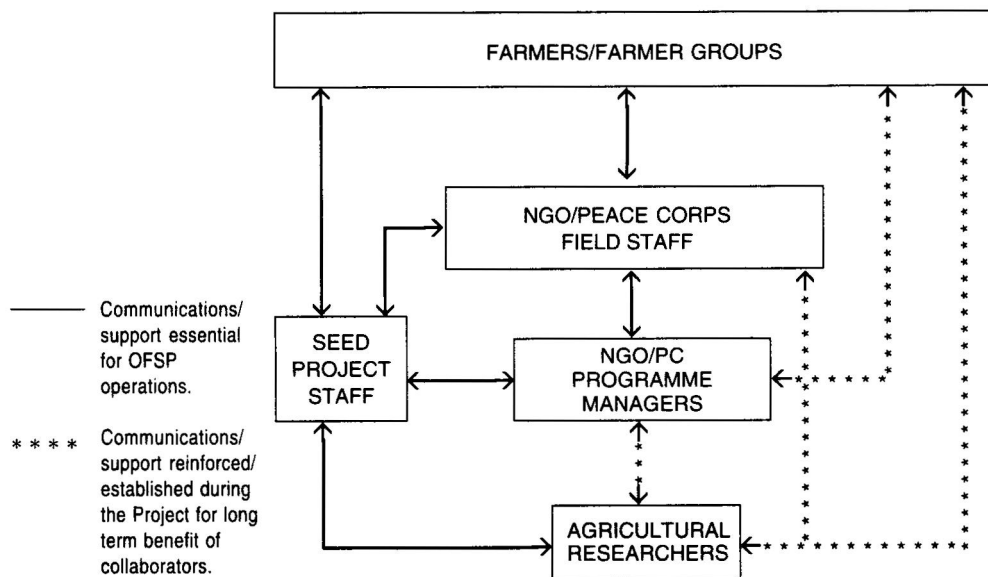 FARMERS/FARMER GROUPS
NGO/PEACE CORPS
FIELD STAFF
SEED
PROJECT
STAFF
NGO/PC
PROGRAMME
MANAGERS
AGRICULTURAL
RESEARCHERS
Communications/
support essential
for OFSP
operations.
* * * * Communications/
support reinforced/
established during
the Project for long
term benefit of
collaborators.